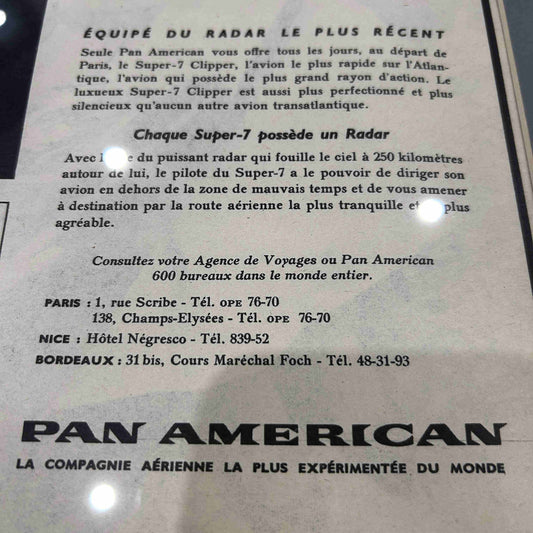 ÉQUIPÉ DU RADAR LE PLUS RÉCENT
Seule Pan American vous offre tous les jours, au départ de
Paris, le Super-7 Clipper, l'avion le plus rapide sur l'Atlan-
tique, l'avion qui possède le plus grand rayon d'action. Le
luxueux Super-7 Clipper est aussi plus perfectionné et plus
silencieux qu'aucun autre avion transatlantique.
Chaque Super-7 possède un Radar
Avec du puissant radar qui fouille le ciel à 250 kilomètres
autour de lui, le pilote du Super-7 a le pouvoir de diriger son
avion en dehors de la zone de mauvais temps et de vous amener
à destination par la route aérienne la plus tranquille et plus
agréable.
Consultez votre Agence de Voyages ou Pan American
600 bureaux dans le monde entier.
PARIS : 1, rue Scribe - Tél. OPE 76-70
138, Champs-Elysées - Tél. OPE 76-70
NICE : Hôtel Négresco - Tél. 839-52
BORDEAUX : 31 bis, Cours Maréchal Foch - Tél. 48-31-93
PAN AMERICAN
LA COMPAGNIE AÉRIENNE LA PLUS EXPÉRIMENTÉE DU MONDE